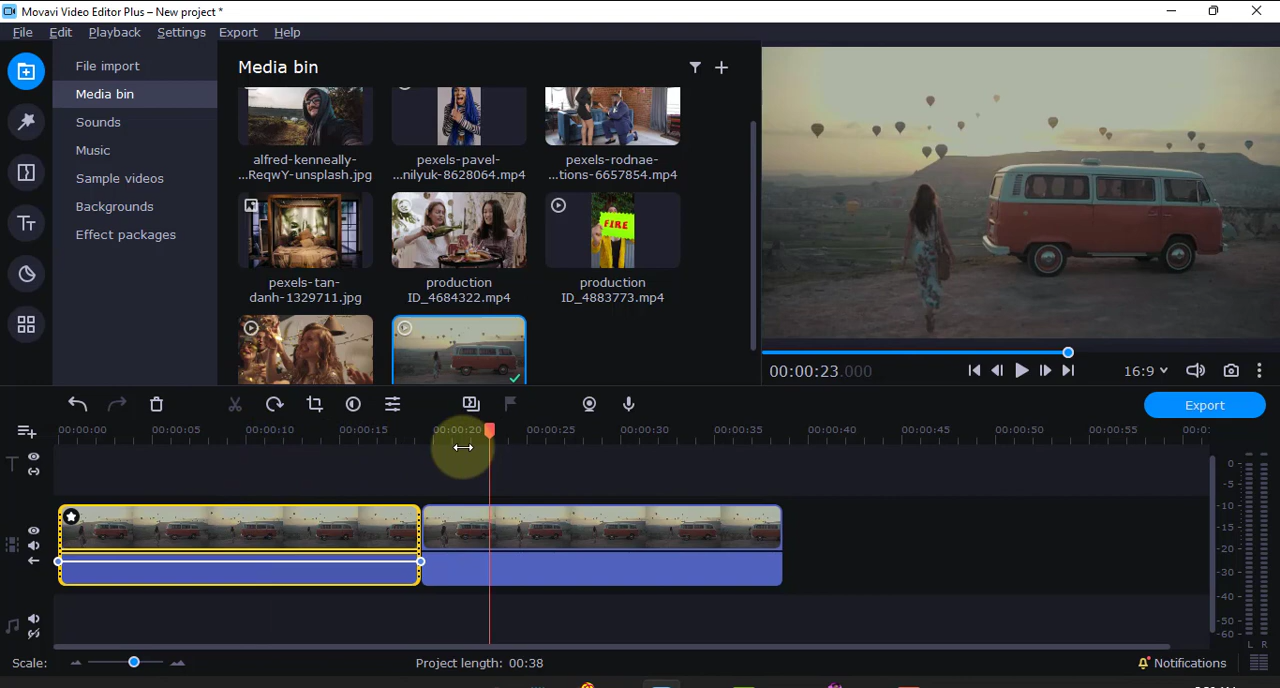 Movavi Video Editor Plus – New project *
File Edit Playback Settings Export Help
File import
Media bin
Sounds
Music
Sample videos
Backgrounds
Effect packages
Media bin
alfred-kenneally-
...ReqwY-unsplash.jpg
pexels-pavel-
...nilyuk-8628064.mp4
pexels-rodnae-
...tions-6657854.mp4
FIRE
pexels-tan-
danh-1329711.jpg
production
ID_4684322.mp4
production
ID_4883773.mp4
00:00:23.000
16:9
Export
00:00:00 00:00:05 00:00:10 00:00:15 00:00:20 00:00:25 00:00:30 00:00:35 00:00:40 00:00:45 00:00:50 00:00:55 00:0
0
-5
-10
-15
-20
-30
-40
-50
-60
L R
Scale:
Project length: 00:38
Notifications